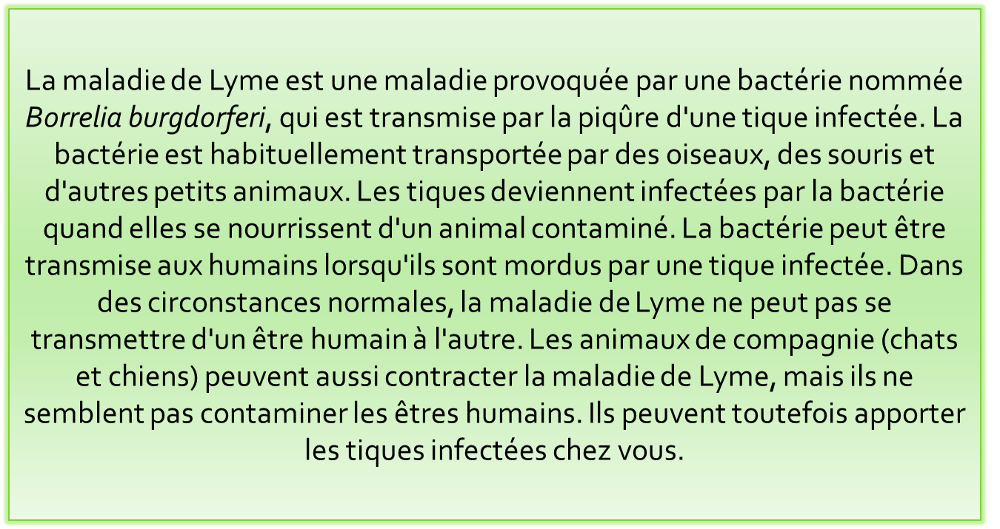 La maladie de Lyme est une maladie provoquée par une bactérie nommée
Borrelia burgdorferi, qui est transmise par la piqûre d'une tique infectée. La
bactérie est habituellement transportée par des oiseaux, des souris et
d'autres petits animaux. Les tiques deviennent infectées par la bactérie
quand elles se nourrissent d'un animal contaminé. La bactérie peut être
transmise aux humains lorsqu'ils sont mordus par une tique infectée. Dans
des circonstances normales, la maladie de Lyme ne peut pas se
transmettre d'un être humain à l'autre. Les animaux de compagnie (chats
et chiens) peuvent aussi contracter la maladie de Lyme, mais ils ne
semblent pas contaminer les êtres humains. Ils peuvent toutefois apporter
les tiques infectées chez vous.